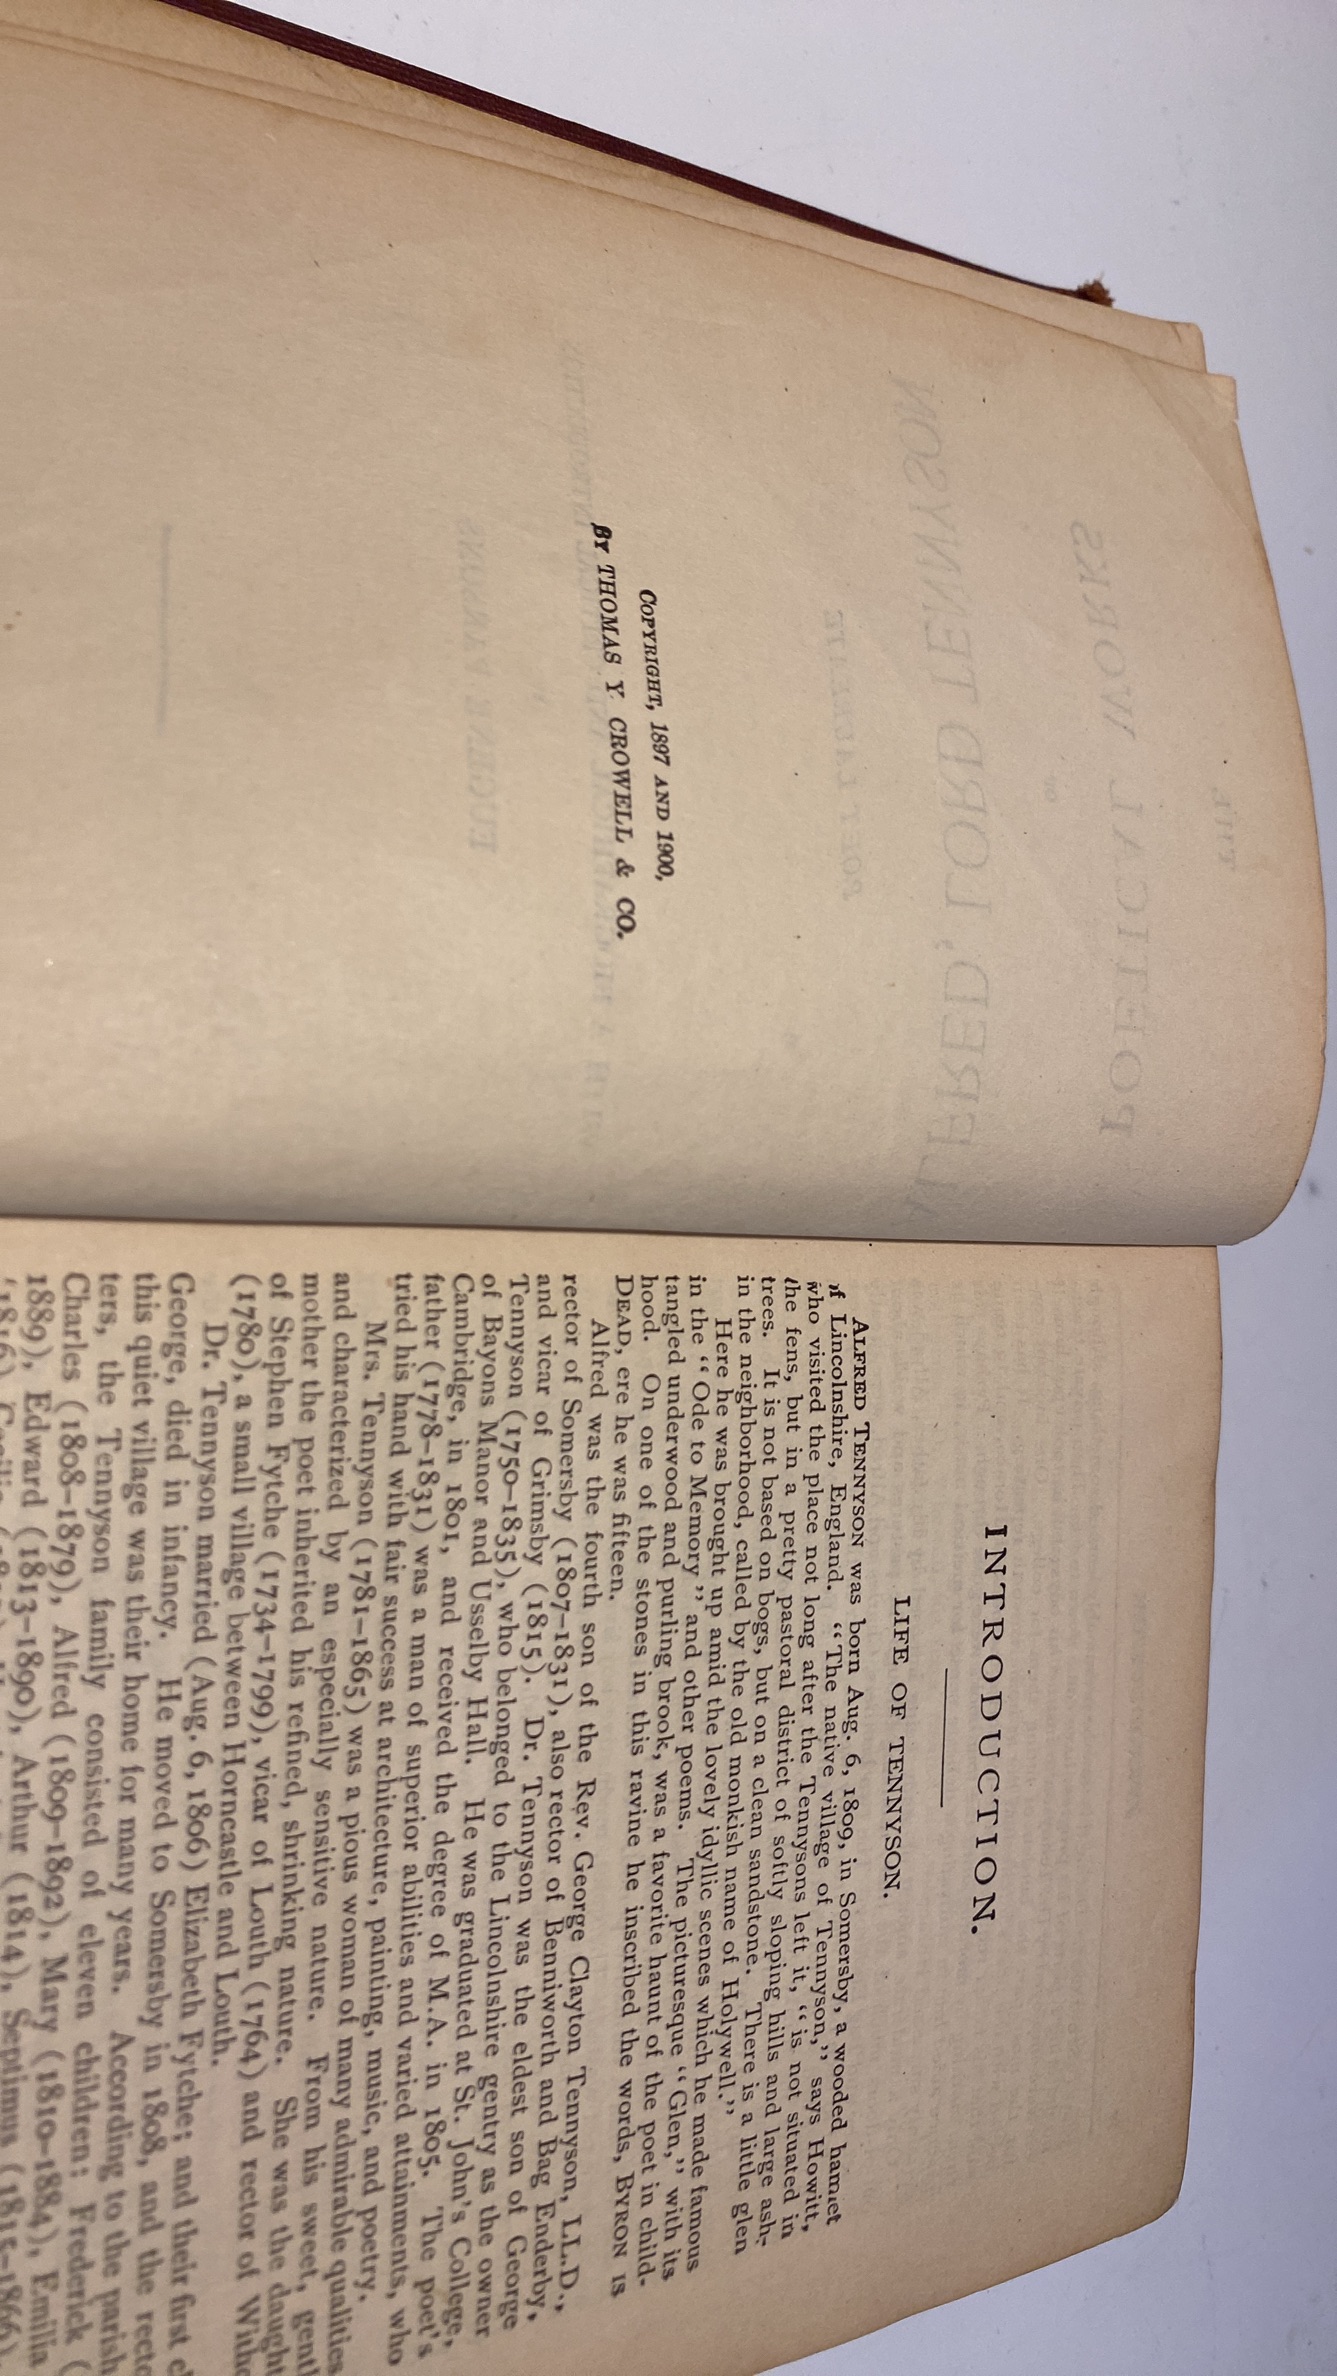 COPYRIGHT, 1897 AND 1900,
BY THOMAS Y. CROWELL & CO.
INTRODUCTION.
LIFE OF TENNYSON.
ALFRED TENNYSON was born Aug. 6, 1809, in Somersby, a wooded hamlet
of Lincolnshire, England. “The native village of Tennyson,” says Howitt,
who visited the place not long after the Tennysons left it, “is not situated in
the fens, but in a pretty pastoral district of softly sloping hills and large ash-
trees. It is not based on bogs, but on a clean sandstone. There is a little glen
in the neighborhood, called by the old monkish name of Holywell.”
Here he was brought up amid the lovely idyllic scenes which he made famous
in the “Ode to Memory” and other poems. The picturesque “Glen,” with its
tangled underwood and purling brook, was a favorite haunt of the poet in child-
hood. On one of the stones in this ravine he inscribed the words, BYRON IS
DEAD, ere he was fifteen.
Alfred was the fourth son of the Rev. George Clayton Tennyson, LL.D.,
rector of Somersby (1807–1831), also rector of Benniworth and Bag Enderby,
and vicar of Grimsby (1815). Dr. Tennyson was the eldest son of George
Tennyson (1750–1835), who belonged to the Lincolnshire gentry as the owner
of Bayons Manor and Usselby Hall. He was graduated at St. John's College,
Cambridge, in 1801, and received the degree of M.A. in 1805. The poet's
father (1778–1831) was a man of superior abilities and varied attainments, who
tried his hand with fair success at architecture, painting, music, and poetry.
Mrs. Tennyson (1781–1865) was a pious woman of many admirable qualities
and characterized by an especially sensitive nature. From his sweet, gentl
mother the poet inherited his refined, shrinking nature. She was the daught
of Stephen Fytche (1734–1799), vicar of Louth (1764) and rector of Withc
(1780), a small village between Horncastle and Louth.
Dr. Tennyson married (Aug. 6, 1806) Elizabeth Fytche; and their first c
George, died in infancy. He moved to Somersby in 1808, and the recto
this quiet village was their home for many years. According to the parish
ters, the Tennyson family consisted of eleven children: Frederick (
Charles (1808–1879), Alfred (1809–1892), Mary (1810–1884), Emilia
1889), Edward (1813–1890), Arthur (1814), Septimus (1815–1866),
(1816), Cecilia